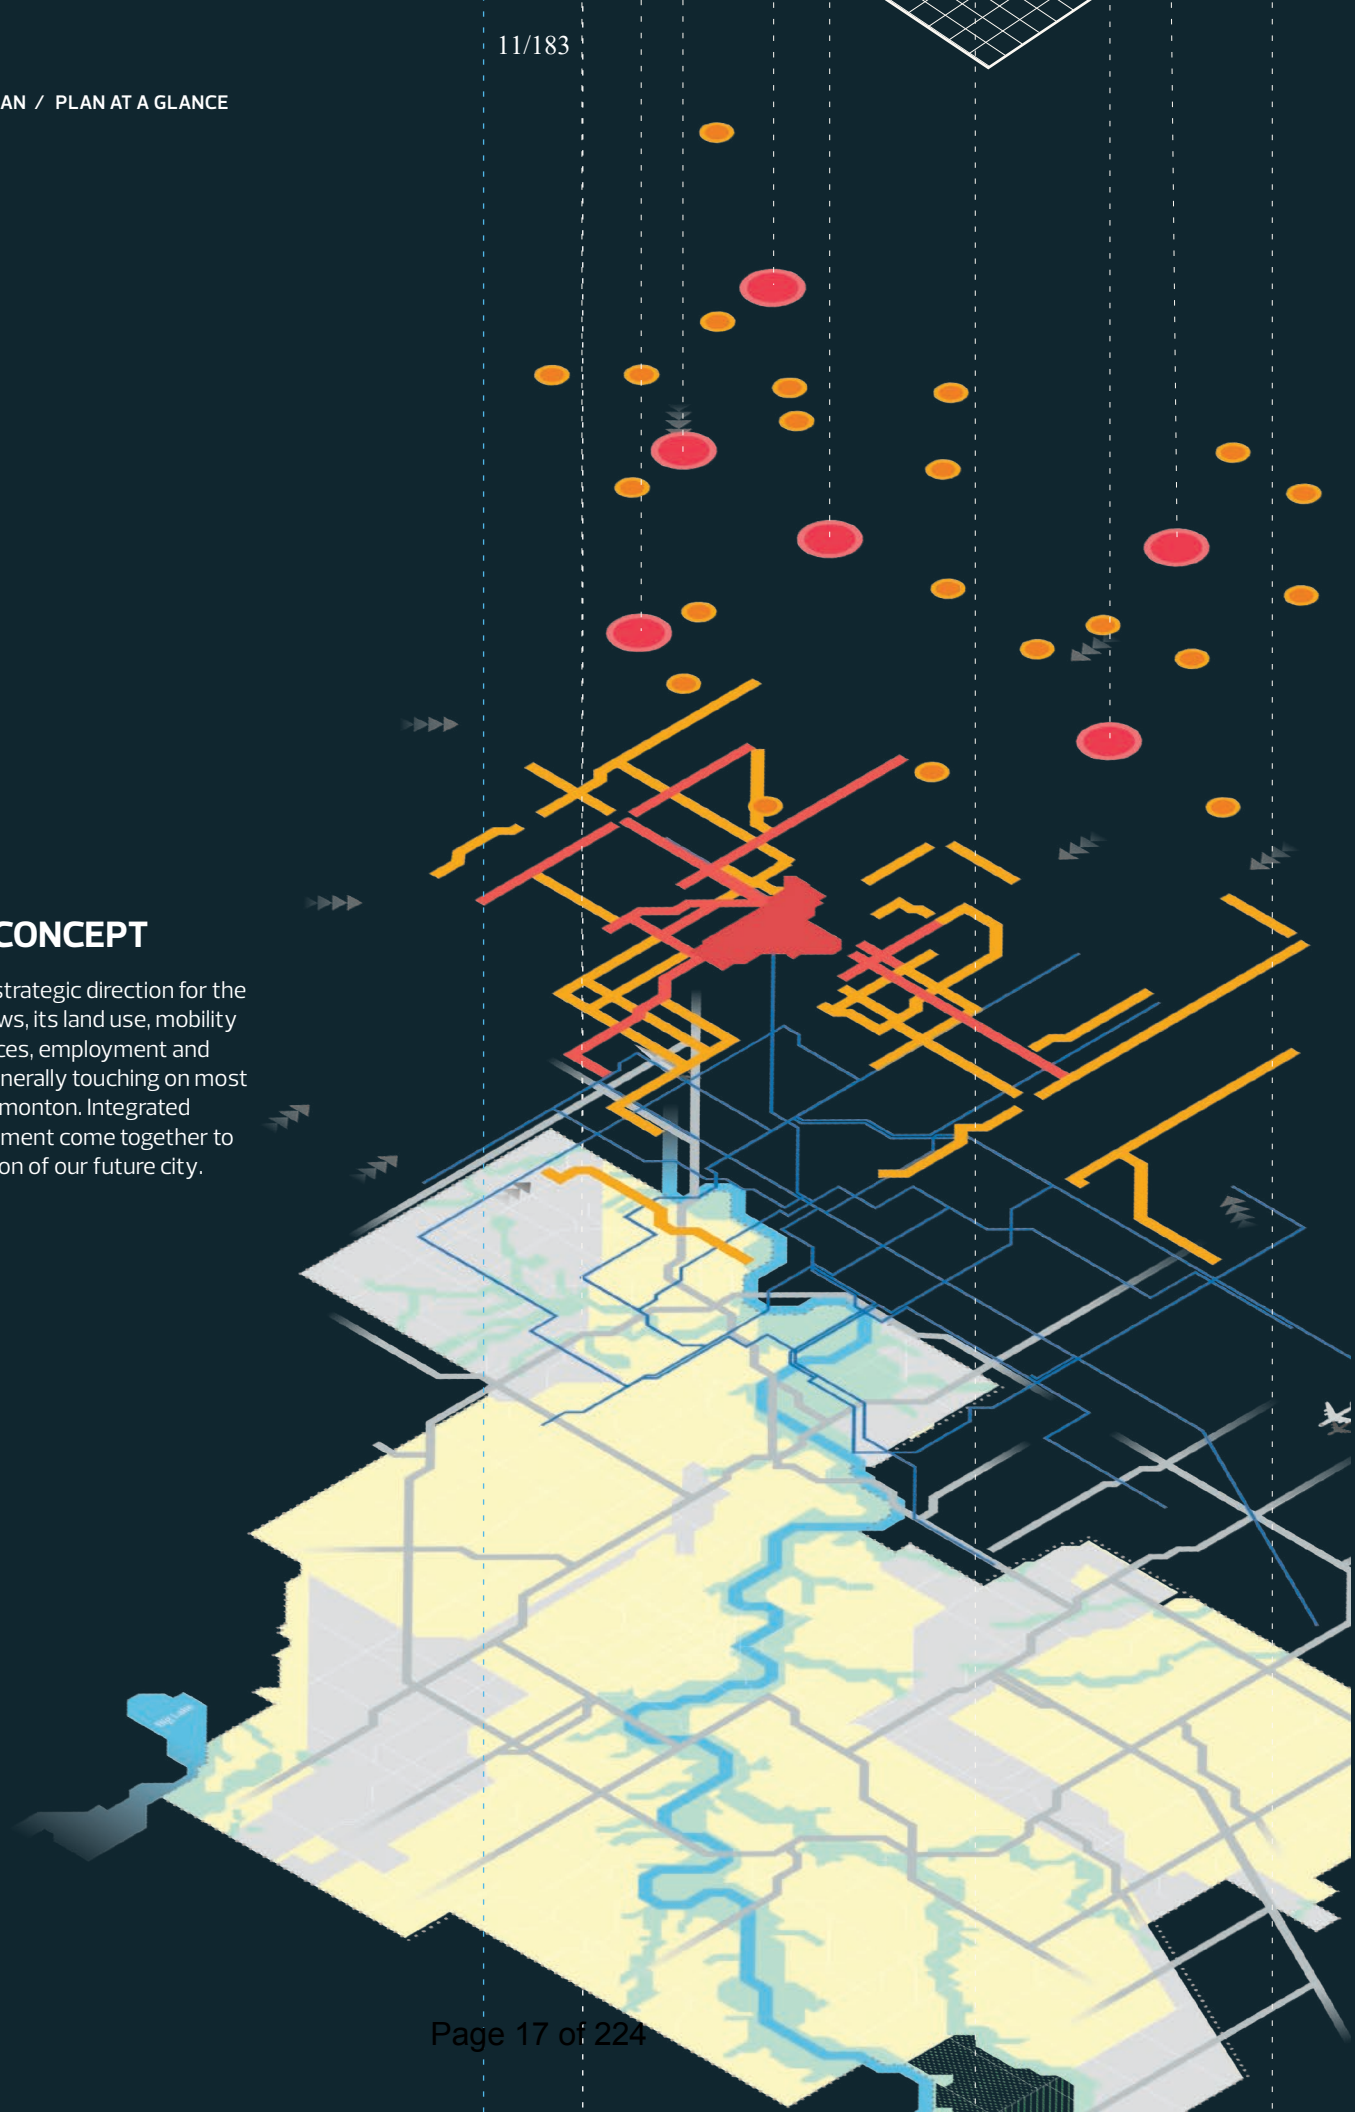 11/183
AN / PLAN AT A GLANCE
CONCEPT
strategic direction for the
ws, its land use, mobility
ces, employment and
nerally touching on most
monton. Integrated
ment come together to
on of our future city.
Big Lake
Page 17 of 224